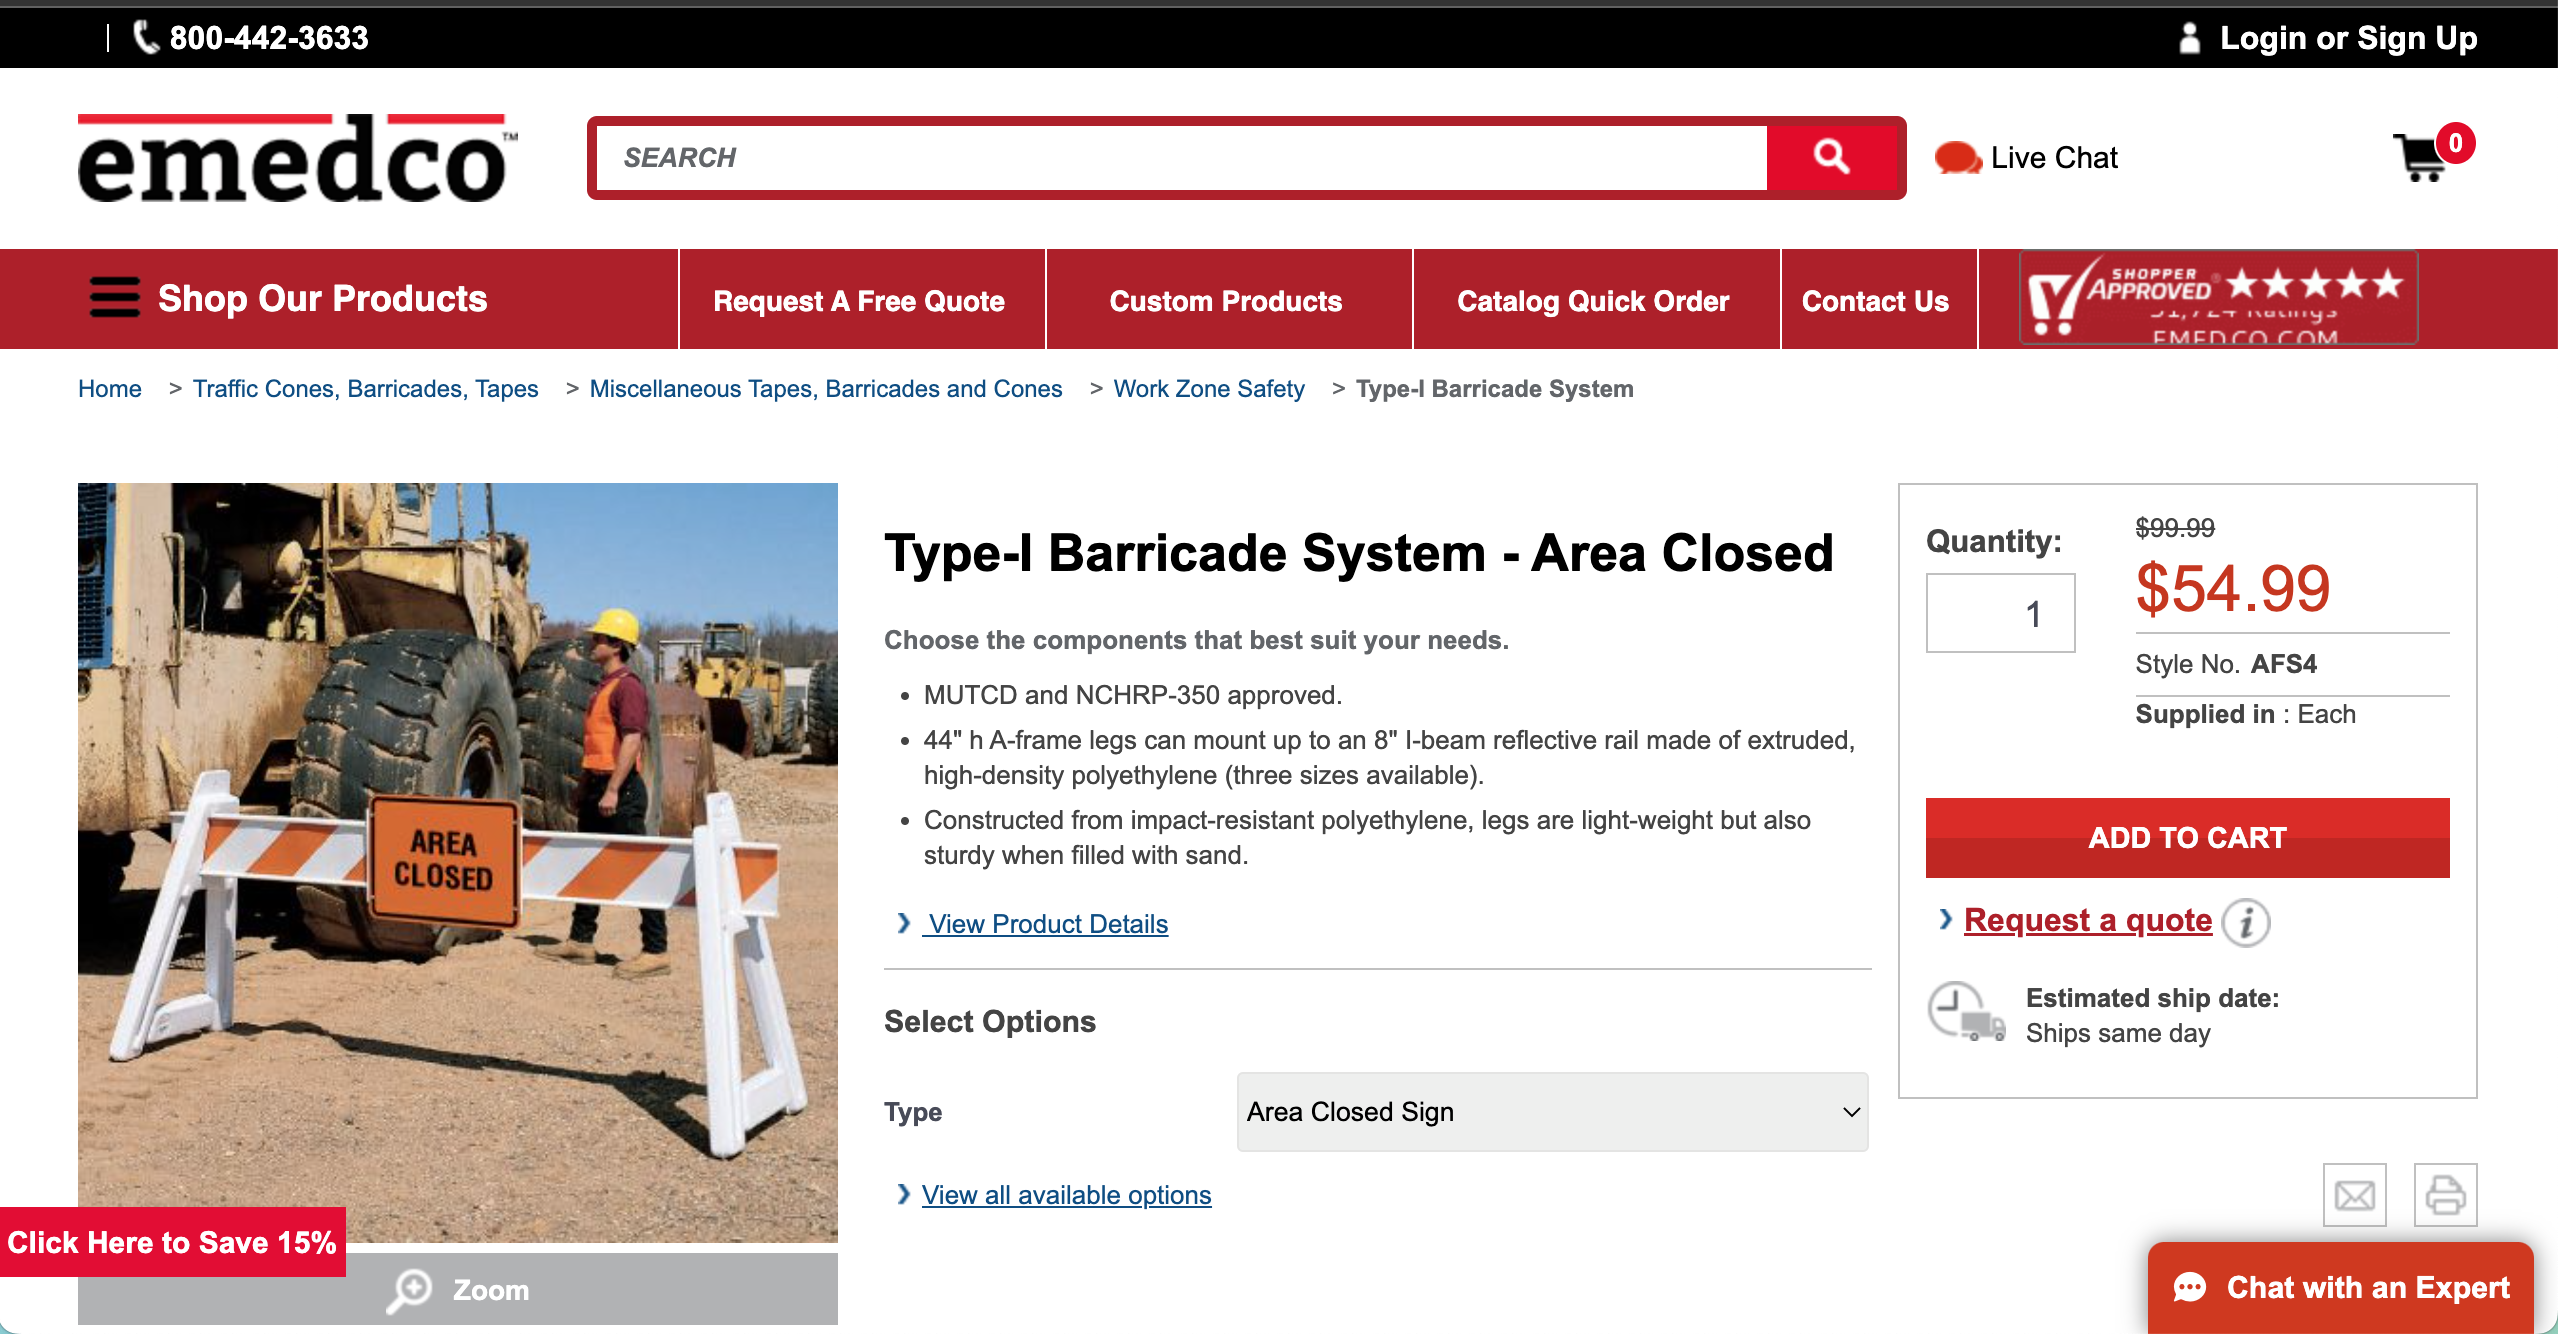 800-442-3633
Login or Sign Up
emedco™
SEARCH
Live Chat
0
Shop Our Products
Request A Free Quote
Custom Products
Catalog Quick Order
Contact Us
SHOPPER
APPROVED®
Ratings
EMEDCO.COM
Home > Traffic Cones, Barricades, Tapes > Miscellaneous Tapes, Barricades and Cones > Work Zone Safety > Type-I Barricade System
AREA
CLOSED
Click Here to Save 15%
Zoom
Type-I Barricade System - Area Closed
Choose the components that best suit your needs.
• MUTCD and NCHRP-350 approved.
• 44" h A-frame legs can mount up to an 8" I-beam reflective rail made of extruded,
high-density polyethylene (three sizes available).
• Constructed from impact-resistant polyethylene, legs are light-weight but also
sturdy when filled with sand.
View Product Details
Select Options
Type
Area Closed Sign
View all available options
Quantity:
1
$99.99
$54.99
Style No. AFS4
Supplied in : Each
ADD TO CART
Request a quote i
Estimated ship date:
Ships same day
Chat with an Expert